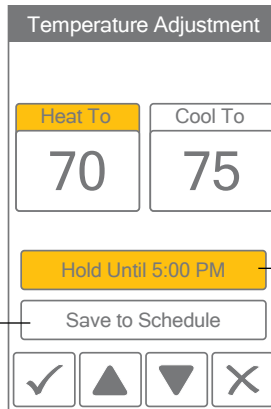 Temperature Adjustment
Heat To Cool To
70 75
Hold Until 5:00 PM
Save to Schedule